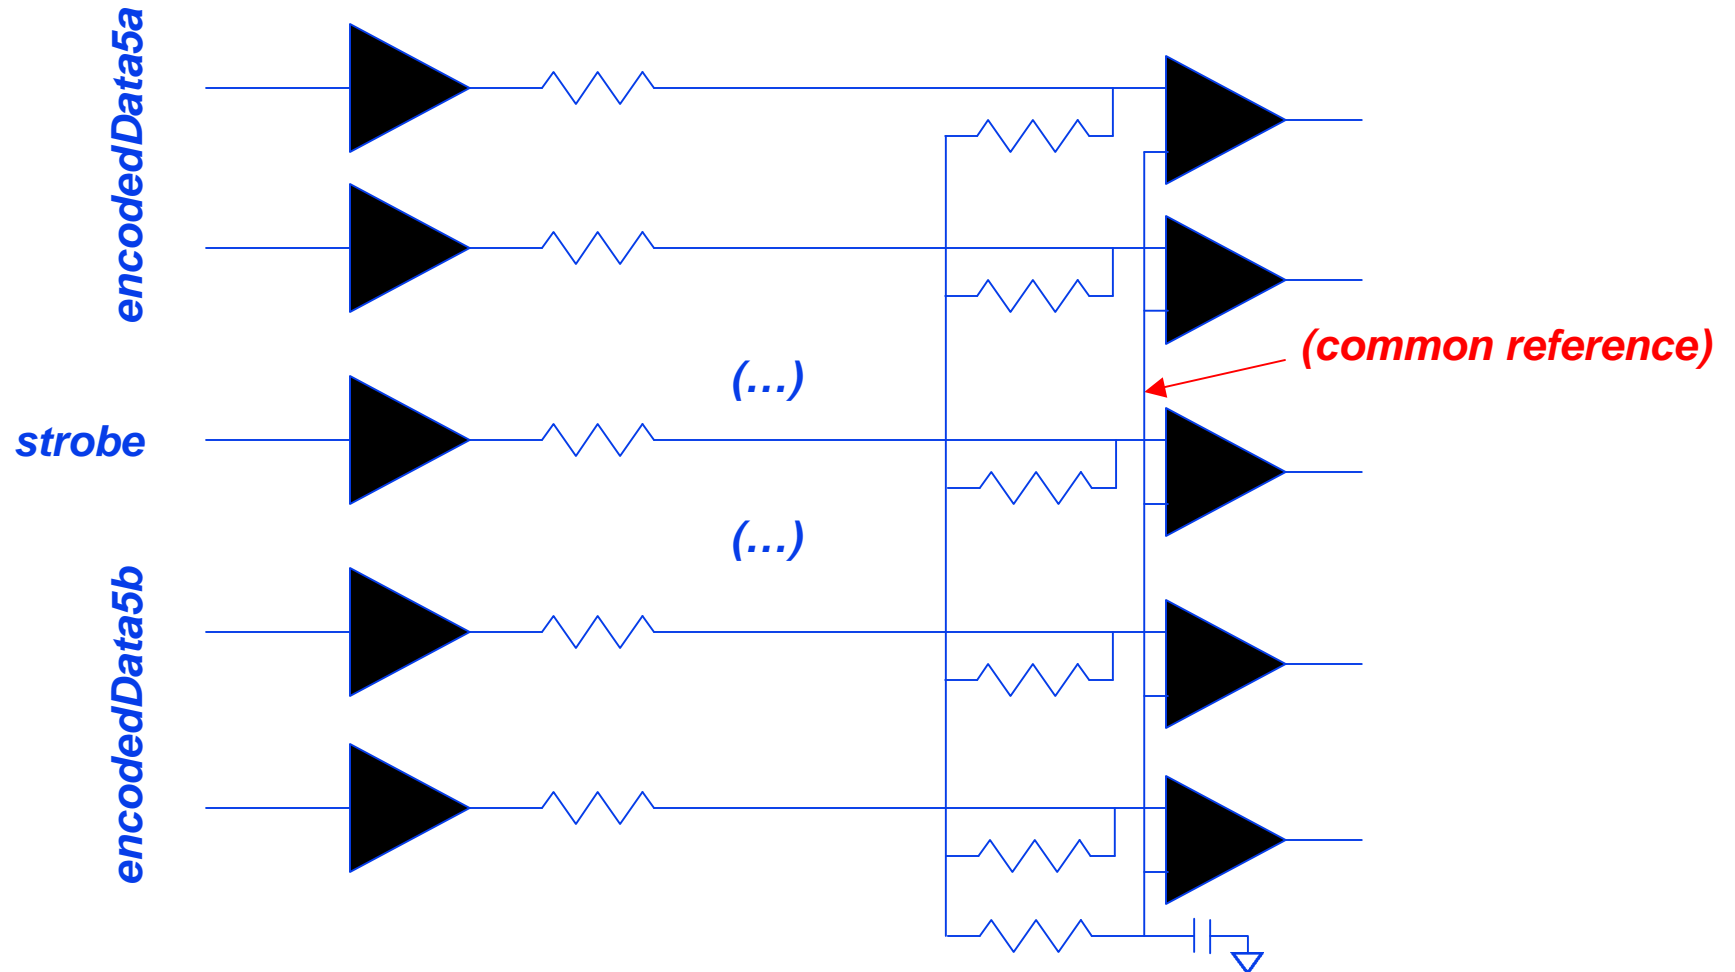 encodedData5a
(common reference)
(…)
strobe
(…)
encodedData5b